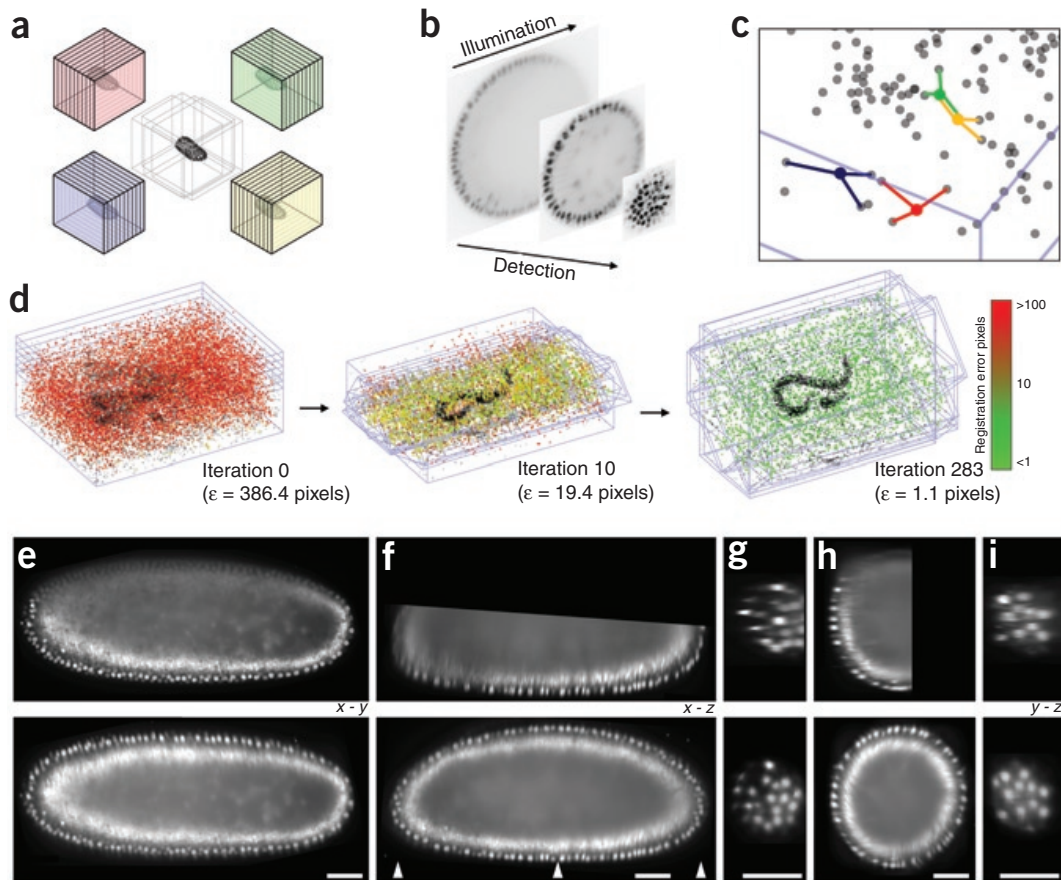 a
b
Illumination
Detection
c
d
Iteration 0
(ε = 386.4 pixels)
Iteration 10
(ε = 19.4 pixels)
Iteration 283
(ε = 1.1 pixels)
Registration error pixels
>100
10
<1
e
f
g
h
i
x - y
x - z
y - z